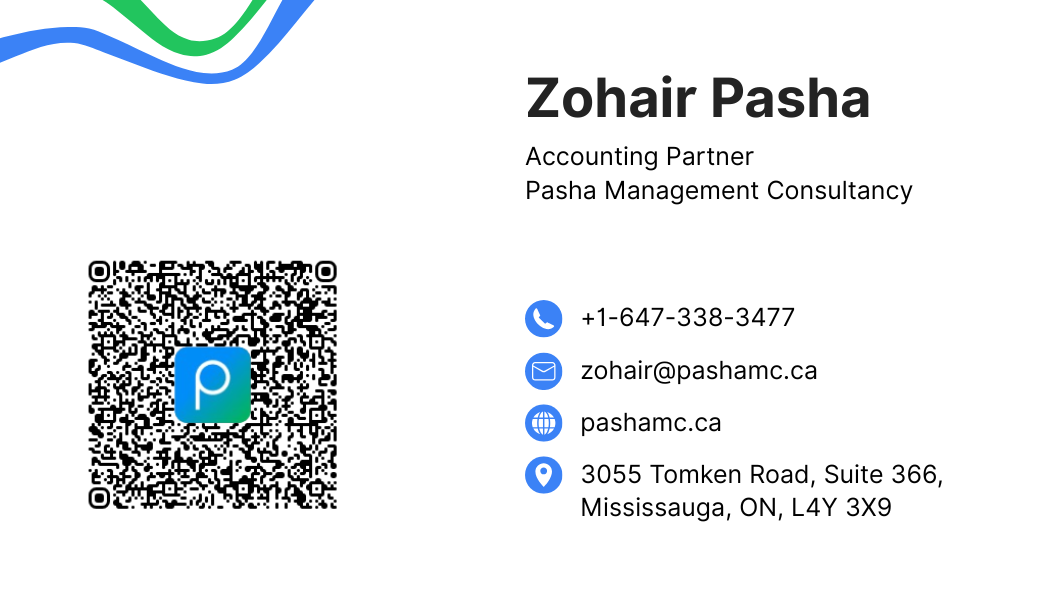 Zohair Pasha
Accounting Partner
Pasha Management Consultancy
+1-647-338-3477
zohair@pashamc.ca
pashamc.ca
3055 Tomken Road, Suite 366,
Mississauga, ON, L4Y 3X9